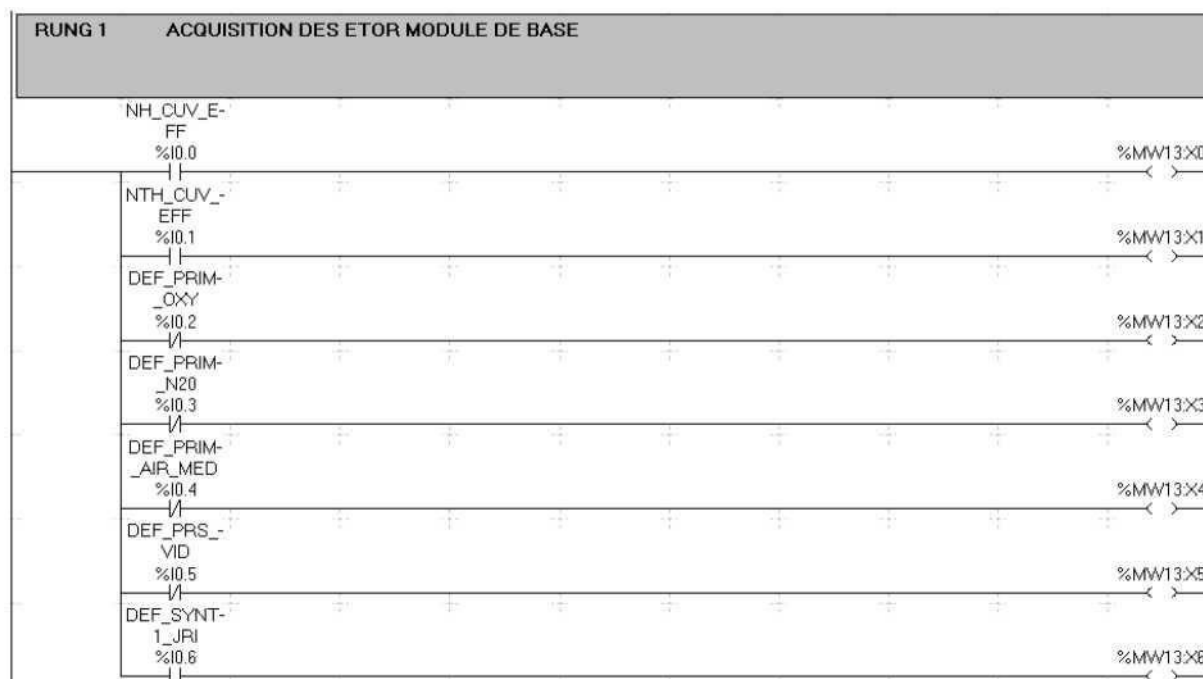 RUNG 1 ACQUISITION DES ETOR MODULE DE BASE
NH_CUV_E-
FF
%I0.0 %MW13:X0
NTH_CUV_-
EFF
%I0.1 %MW13:X1
DEF_PRIM-
_OXY
%I0.2 %MW13:X2
DEF_PRIM-
_N20
%I0.3 %MW13:X3
DEF_PRIM-
_AIR_MED
%I0.4 %MW13:X4
DEF_PRS_-
VID
%I0.5 %MW13:X5
DEF_SYNT-
1_JRI
%I0.6 %MW13:X6